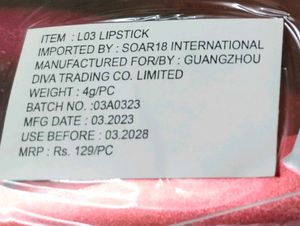 ITEM : L03 LIPSTICK
IMPORTED BY : SOAR18 INTERNATIONAL
MANUFACTURED FOR/BY : GUANGZHOU
DIVA TRADING CO. LIMITED
WEIGHT : 4g/PC
BATCH NO. :03A0323
MFG DATE : 03.2023
USE BEFORE : 03.2028
MRP : Rs. 129/PC